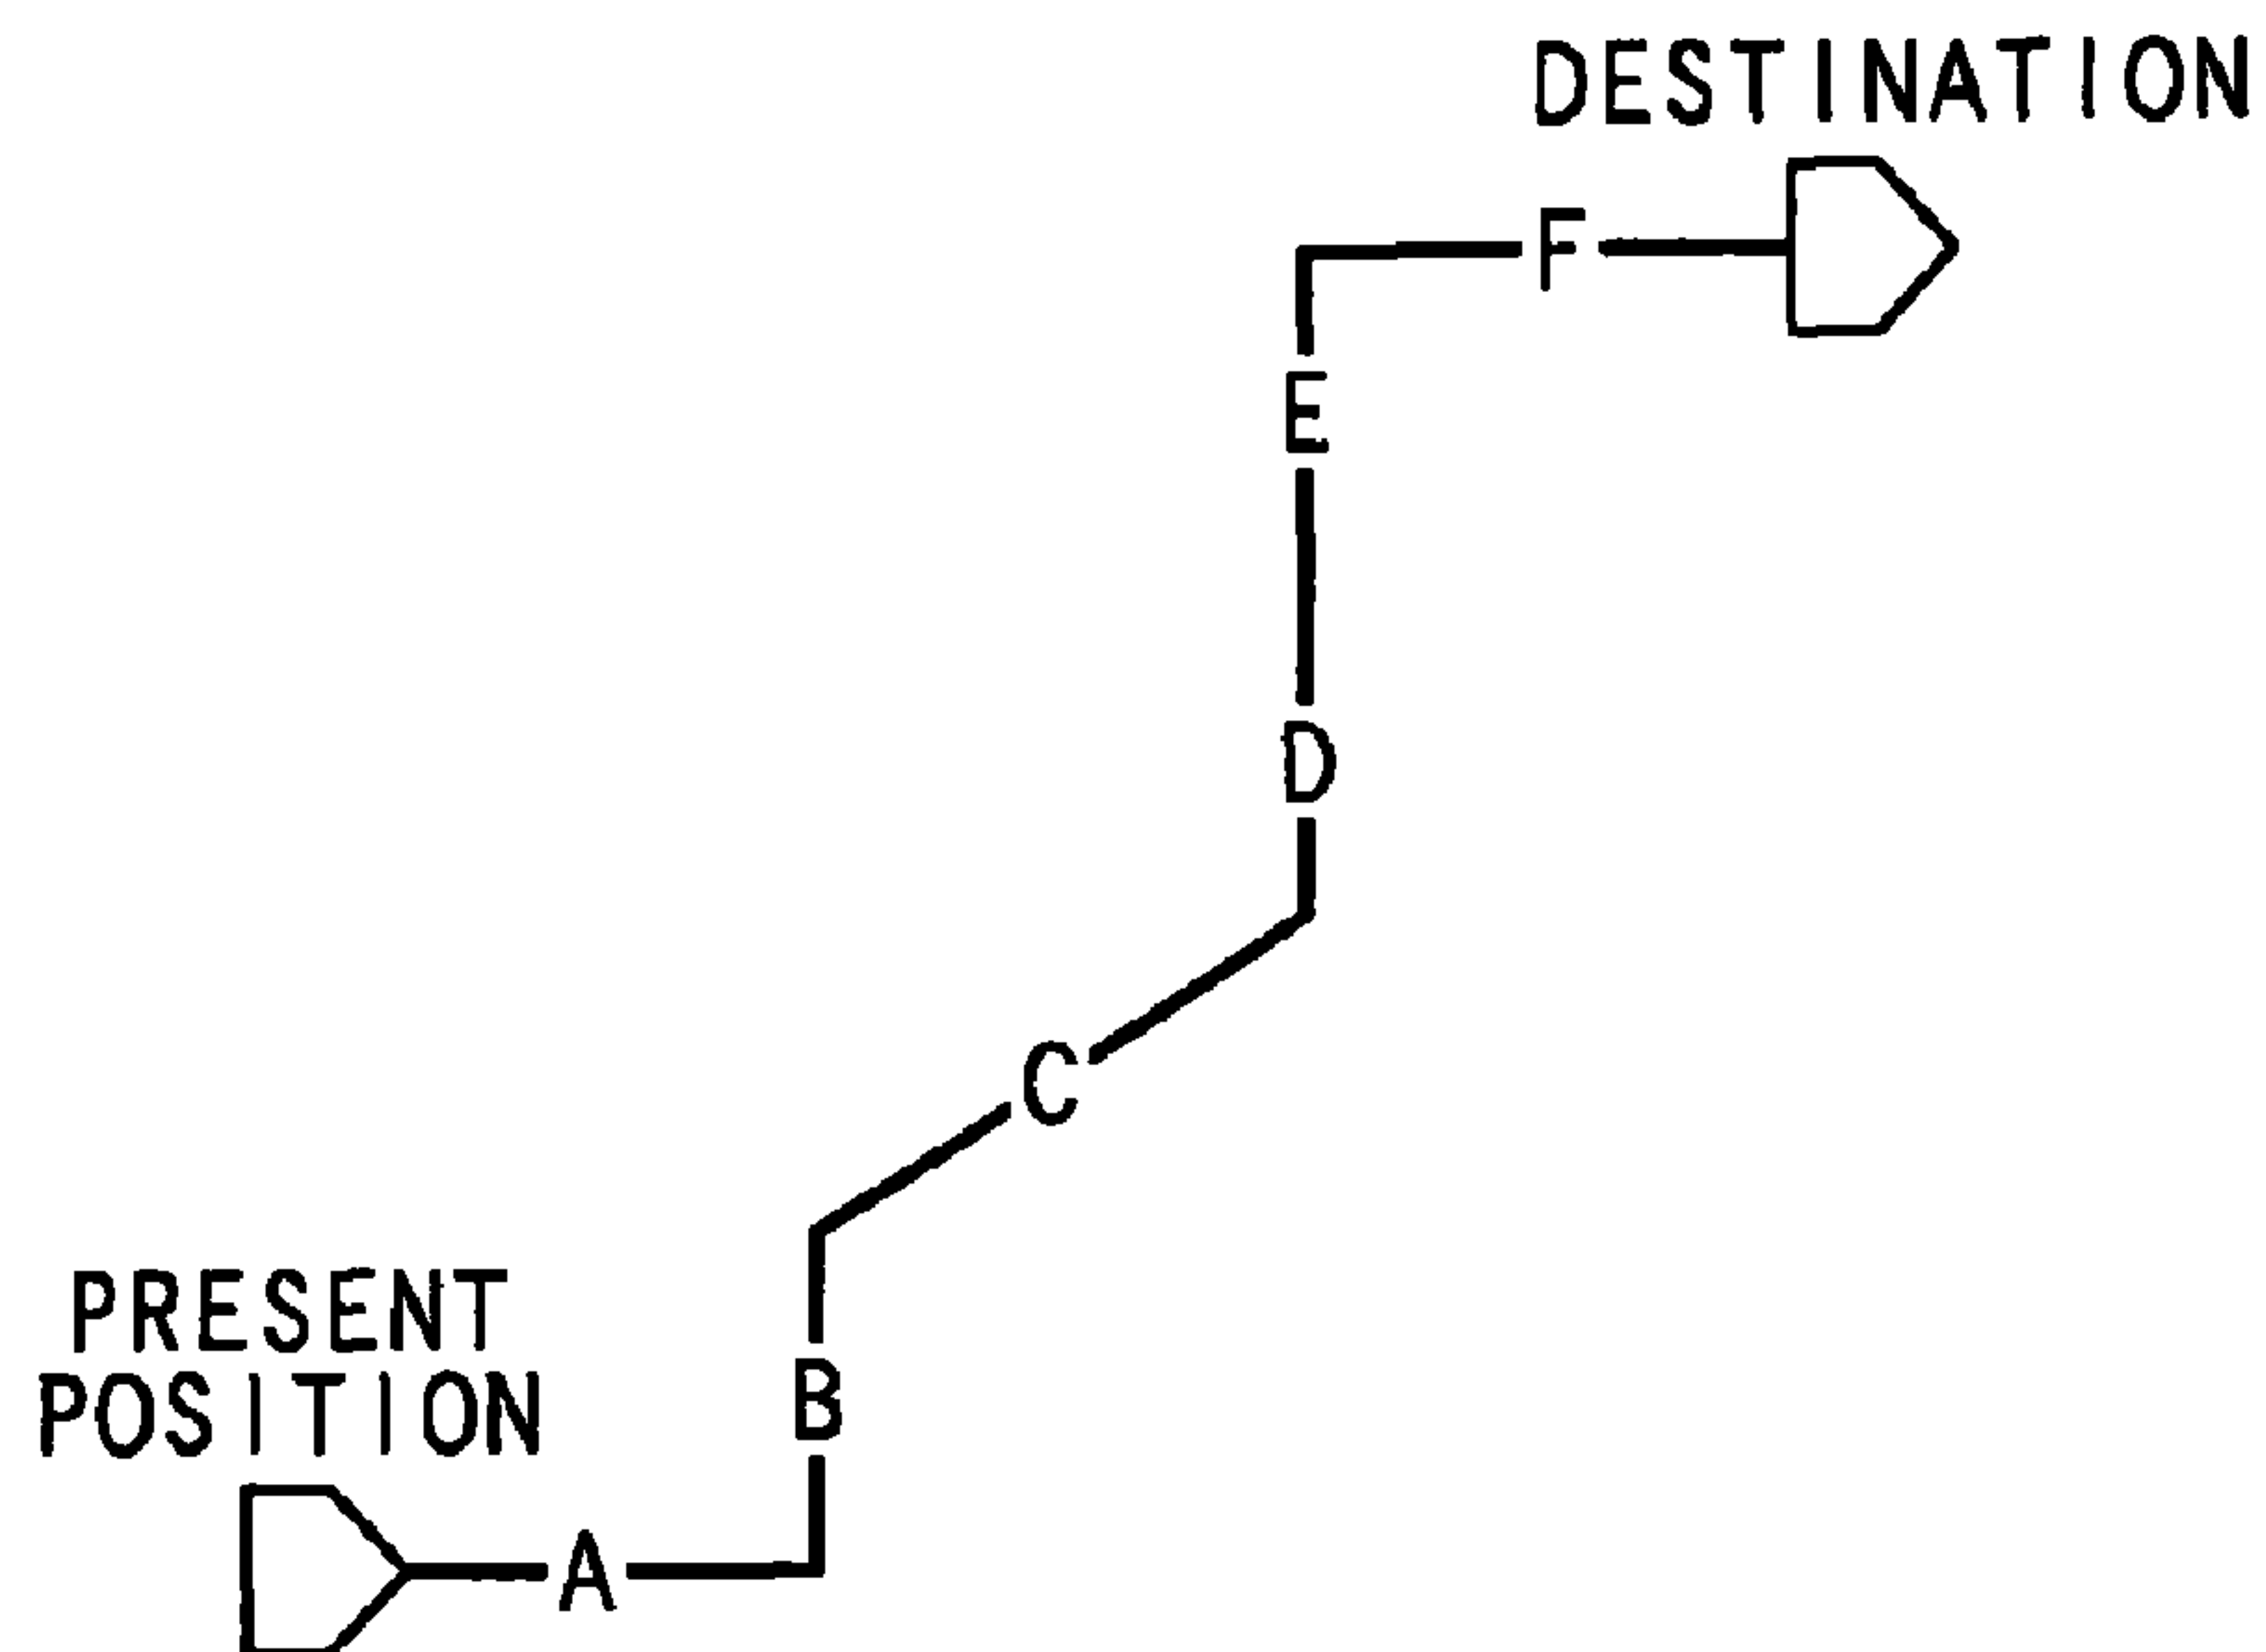 DESTINATION
F
E
D
C
PRESENT
POSITION
B
A